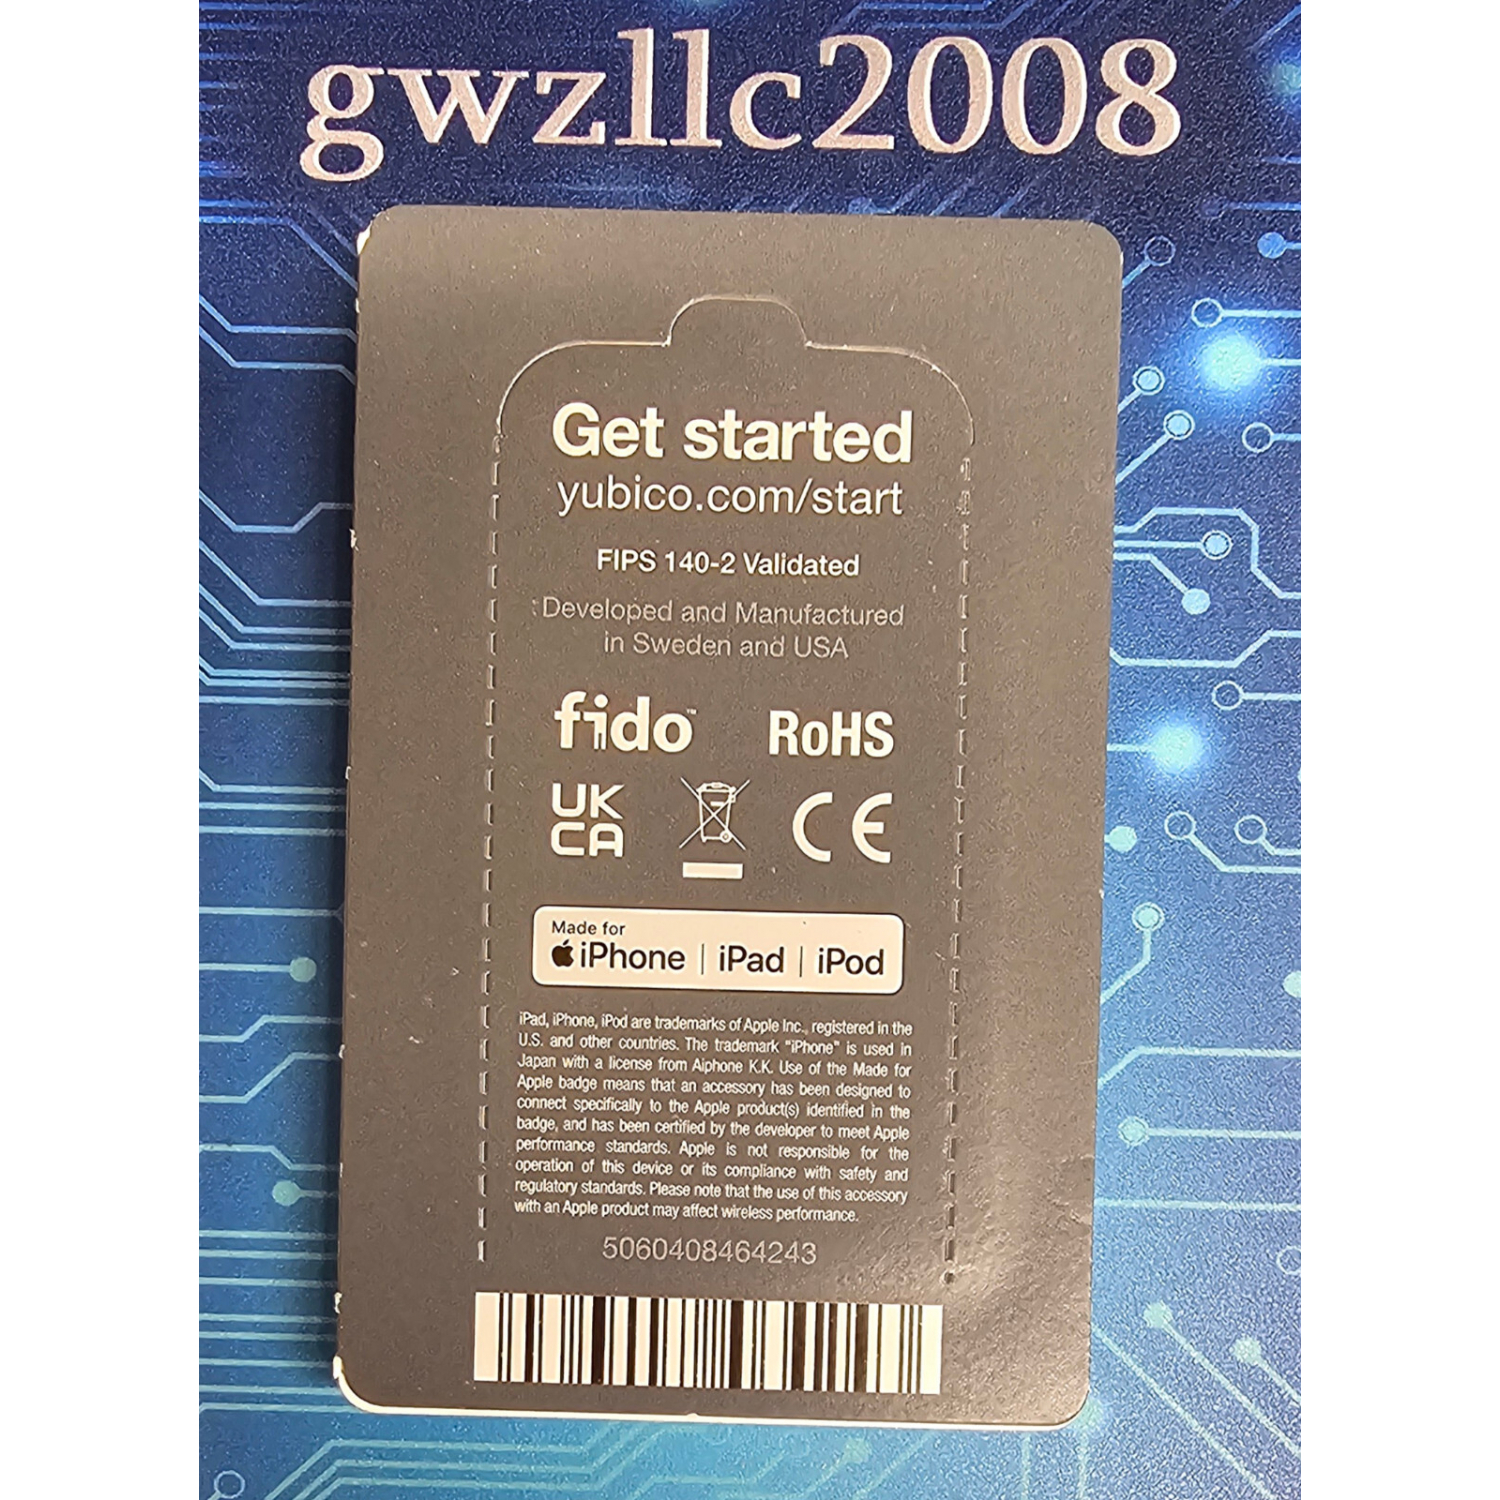 gwzllc2008
Get started
yubico.com/start
FIPS 140-2 Validated
Developed and Manufactured
in Sweden and USA
fido™
RoHS
UK
CA
CE
Made for
iPhone | iPad | iPod
iPad, iPhone, iPod are trademarks of Apple Inc., registered in the
U.S. and other countries. The trademark "iPhone" is used in
Japan with a license from Aiphone K.K. Use of the Made for
Apple badge means that an accessory has been designed to
connect specifically to the Apple product(s) identified in the
badge, and has been certified by the developer to meet Apple
performance standards. Apple is not responsible for the
operation of this device or its compliance with safety and
regulatory standards. Please note that the use of this accessory
with an Apple product may affect wireless performance.
5060408464243